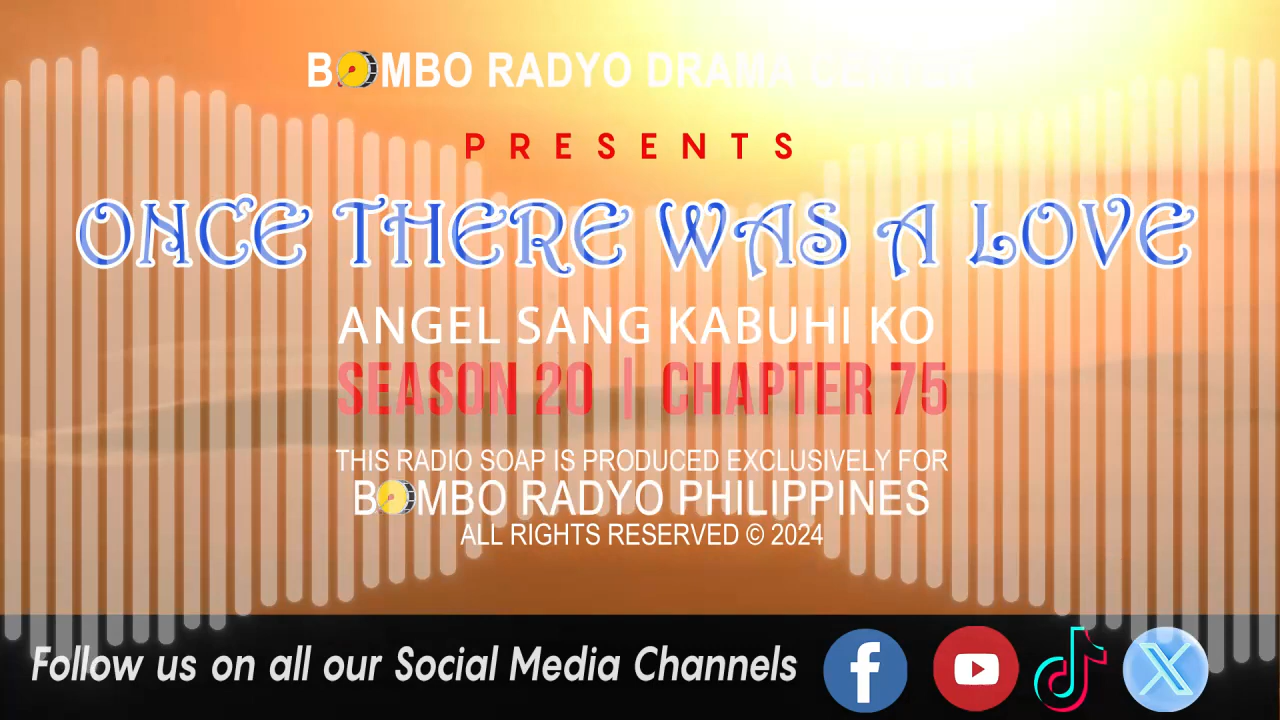 BOMBO RADYO DRAMA CENTER
PRESENTS
ONCE THERE WAS A LOVE
ANGEL SANG KABUHI KO
SEASON 20 | CHAPTER 75
THIS RADIO SOAP IS PRODUCED EXCLUSIVELY FOR
BOMBO RADYO PHILIPPINES
ALL RIGHTS RESERVED © 2024
Follow us on all our Social Media Channels